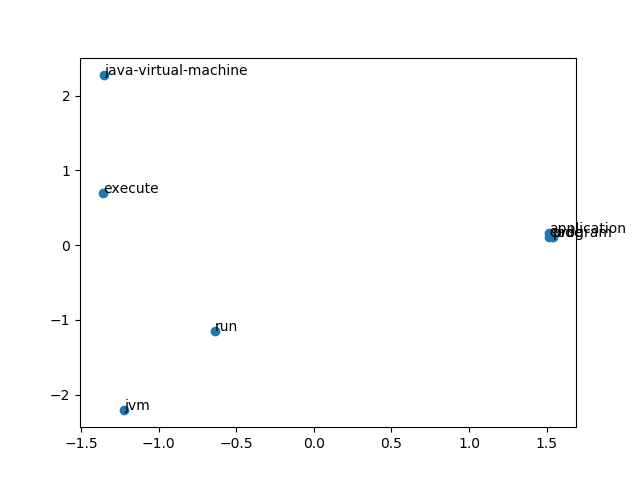 java-virtual-machine
2
1
execute
application
program
0
run
−1
jvm
−2
−1.5 −1.0 −0.5 0.0 0.5 1.0 1.5